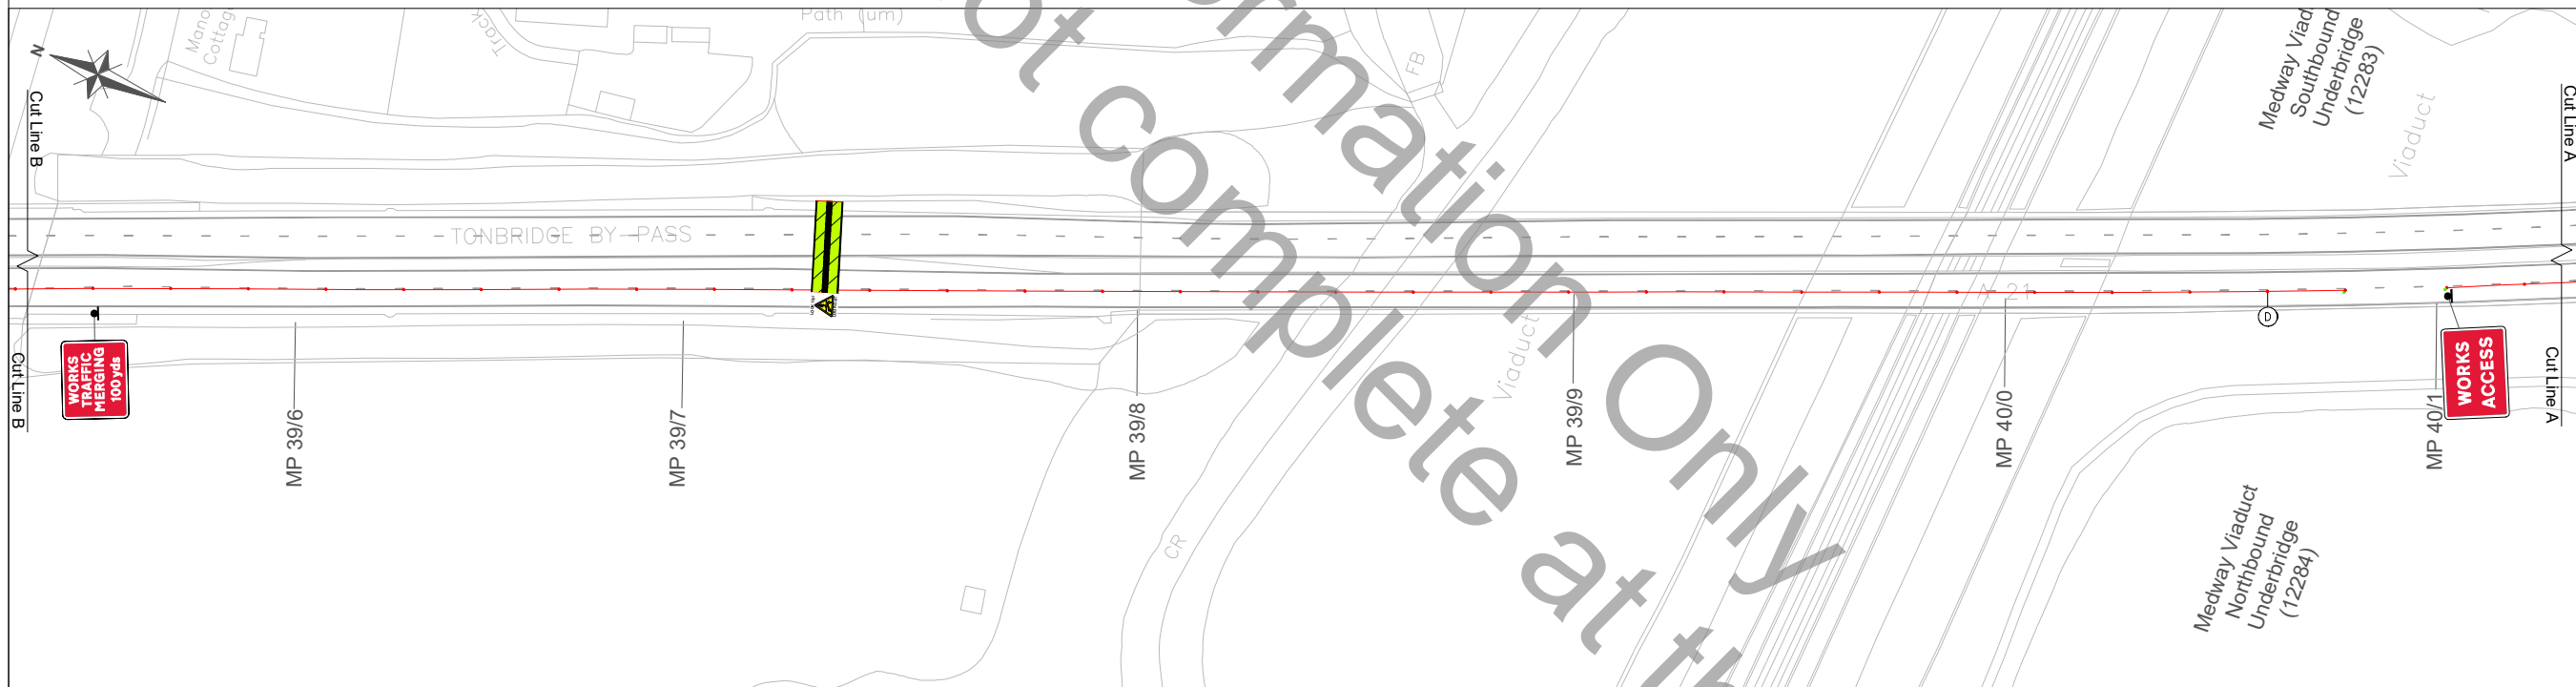 Path (um)
Track
N
FB
Medway Viad
Southbound
Underbridge
(12283)
Viaduct
Cut Line B
Cut Line A
TONBRIDGE BY-PASS
A 21
D
Cut Line B
WORKS
TRAFFIC
MERGING
100 yds
MP 39/6
MP 39/7
MP 39/8
Viaduct
MP 39/9
MP 40/0
MP 40/1
WORKS
ACCESS
Cut Line A
CR
Medway Viaduct
Northbound
Underbridge
(12284)
ormation Only
ot complete at th